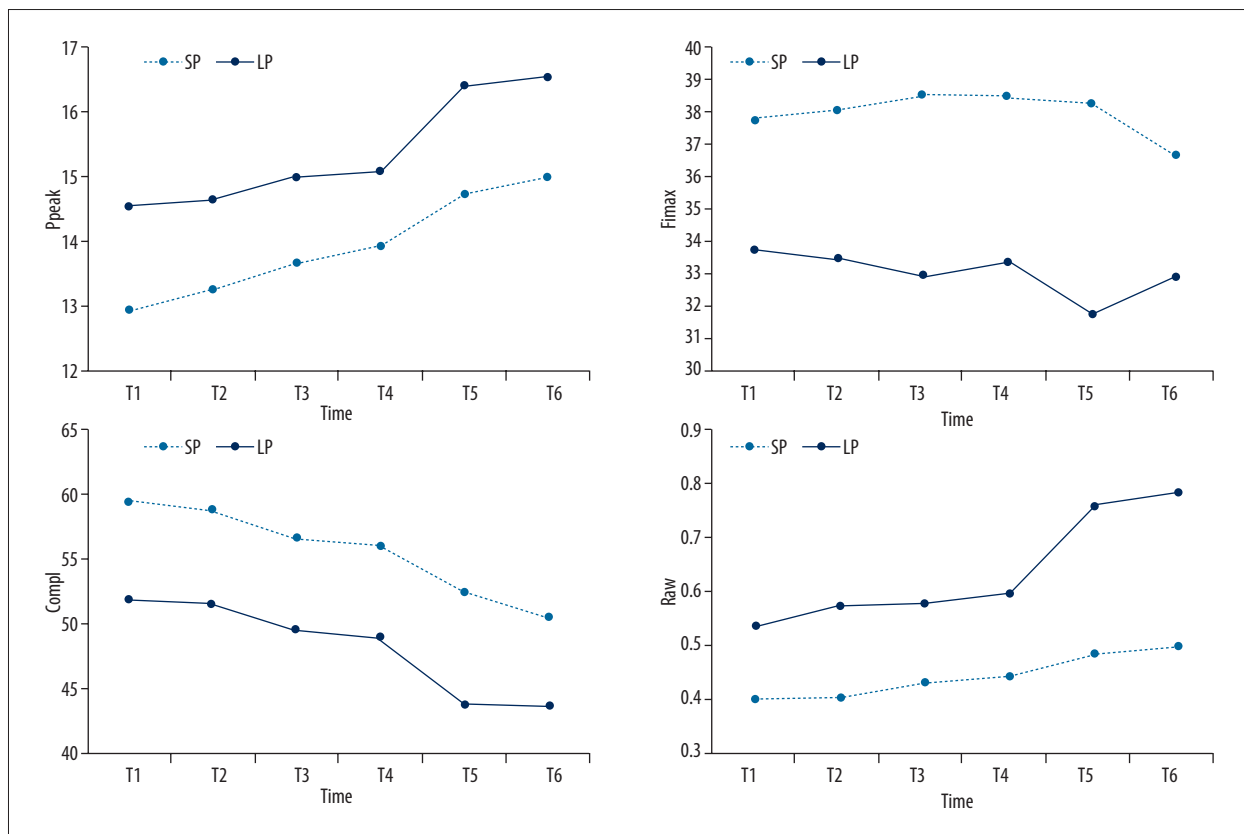 SP LP
17
16
15
14
13
12
Ppeak
T1 T2 T3 T4 T5 T6
Time
SP LP
40
39
38
37
36
35
34
33
32
31
30
Fimax
T1 T2 T3 T4 T5 T6
Time
SP LP
65
60
55
50
45
40
Compl
T1 T2 T3 T4 T5 T6
Time
SP LP
0.9
0.8
0.7
0.6
0.5
0.4
0.3
Raw
T1 T2 T3 T4 T5 T6
Time